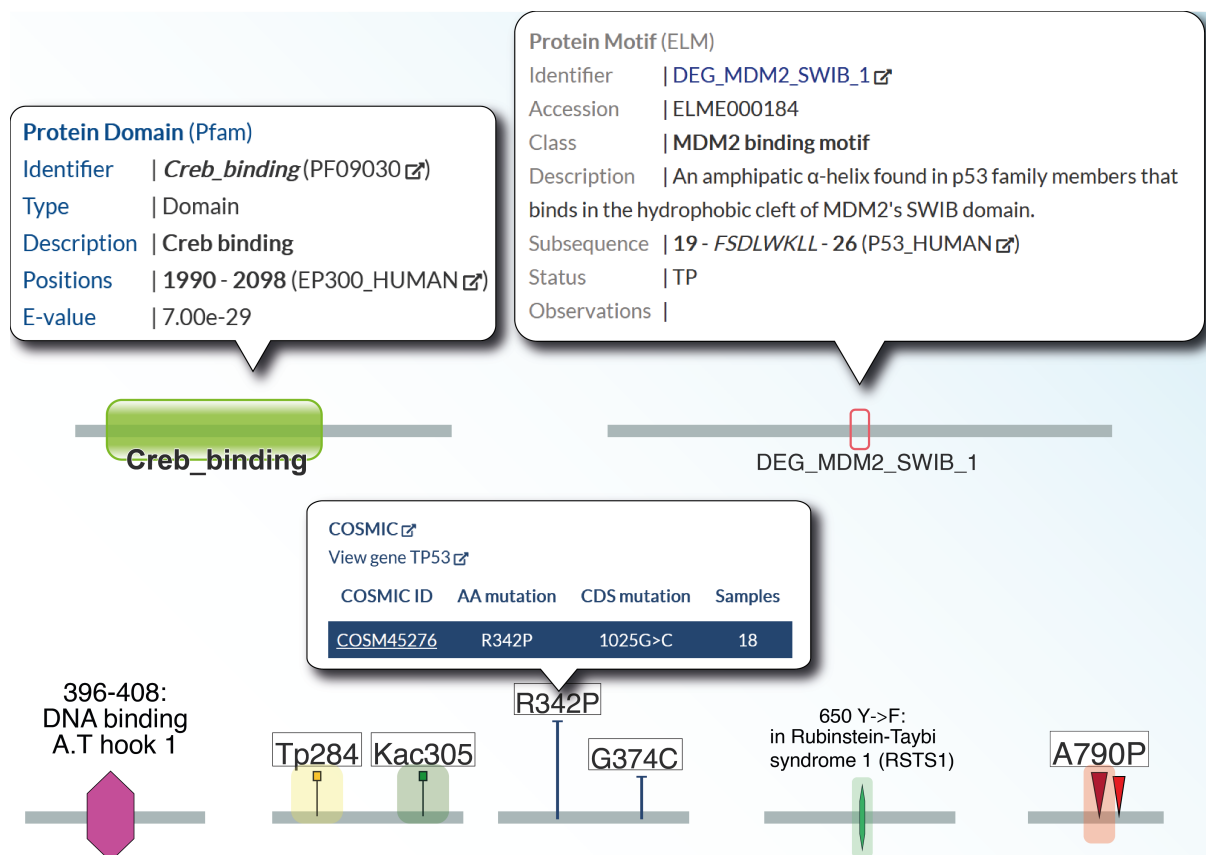 Protein Domain (Pfam)
Identifier | Creb_binding (PF09030)
Type | Domain
Description | Creb binding
Positions | 1990 - 2098 (EP300_HUMAN)
E-value | 7.00e-29
Protein Motif (ELM)
Identifier | DEG_MDM2_SWIB_1
Accession | ELME000184
Class | MDM2 binding motif
Description | An amphipatic α-helix found in p53 family members that
binds in the hydrophobic cleft of MDM2's SWIB domain.
Subsequence | 19 - FSDLWKLL - 26 (P53_HUMAN)
Status | TP
Observations |
Creb_binding
DEG_MDM2_SWIB_1
COSMIC
View gene TP53
COSMIC ID AA mutation CDS mutation Samples
COSM45276 R342P 1025G>C 18
396-408:
DNA binding
A.T hook 1
Tp284
Kac305
R342P
G374C
650 Y->F:
in Rubinstein-Taybi
syndrome 1 (RSTS1)
A790P